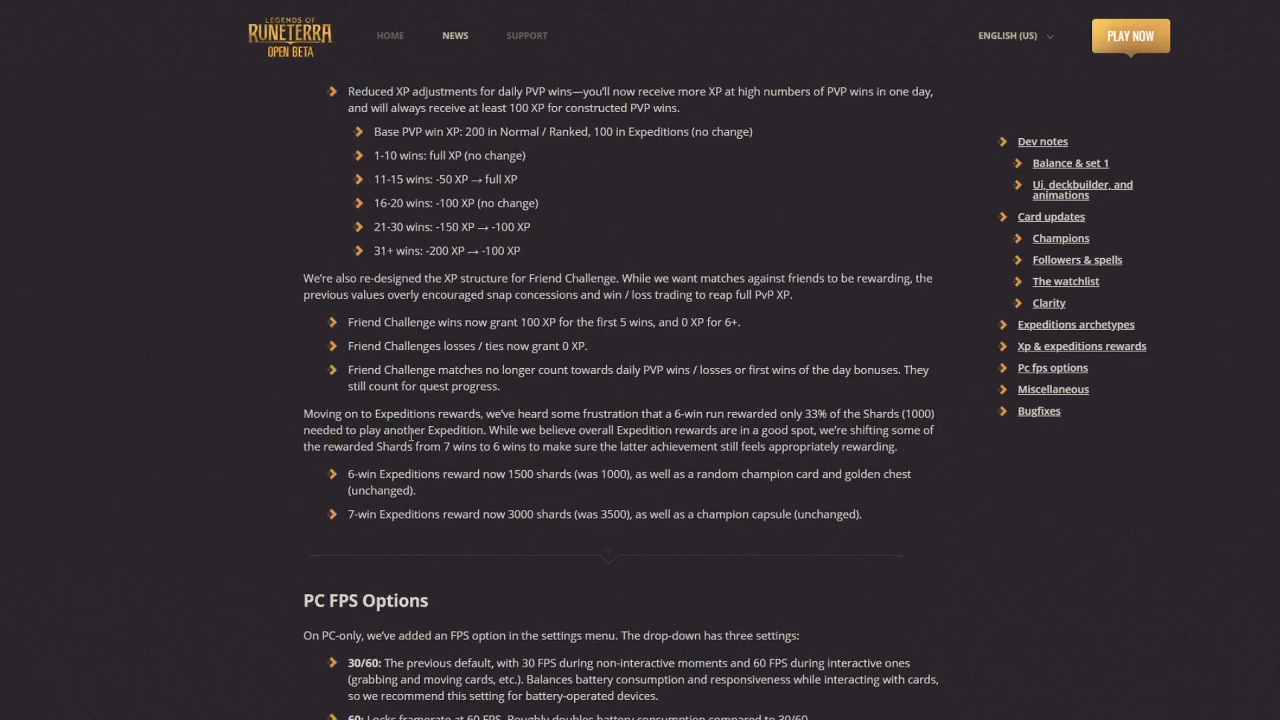 LEGENDS OF
RUNETERRA
OPEN BETA
HOME
NEWS
SUPPORT
ENGLISH (US)
PLAY NOW
Reduced XP adjustments for daily PVP wins—you'll now receive more XP at high numbers of PVP wins in one day,
and will always receive at least 100 XP for constructed PVP wins.
Base PVP win XP: 200 in Normal / Ranked, 100 in Expeditions (no change)
1-10 wins: full XP (no change)
11-15 wins: -50 XP → full XP
16-20 wins: -100 XP (no change)
21-30 wins: -150 XP → -100 XP
31+ wins: -200 XP → -100 XP
We're also re-designed the XP structure for Friend Challenge. While we want matches against friends to be rewarding, the
previous values overly encouraged snap concessions and win / loss trading to reap full PvP XP.
Friend Challenge wins now grant 100 XP for the first 5 wins, and 0 XP for 6+.
Friend Challenges losses / ties now grant 0 XP.
Friend Challenge matches no longer count towards daily PVP wins / losses or first wins of the day bonuses. They
still count for quest progress.
Moving on to Expeditions rewards, we've heard some frustration that a 6-win run rewarded only 33% of the Shards (1000)
needed to play another Expedition. While we believe overall Expedition rewards are in a good spot, we're shifting some of
the rewarded Shards from 7 wins to 6 wins to make sure the latter achievement still feels appropriately rewarding.
6-win Expeditions reward now 1500 shards (was 1000), as well as a random champion card and golden chest
(unchanged).
7-win Expeditions reward now 3000 shards (was 3500), as well as a champion capsule (unchanged).
PC FPS Options
On PC-only, we've added an FPS option in the settings menu. The drop-down has three settings:
30/60: The previous default, with 30 FPS during non-interactive moments and 60 FPS during interactive ones
(grabbing and moving cards, etc.). Balances battery consumption and responsiveness while interacting with cards,
so we recommend this setting for battery-operated devices.
60: Locks framerate at 60 FPS. Roughly doubles battery consumption compared to 30/60.
Dev notes
Balance & set 1
Ui, deckbuilder, and
animations
Card updates
Champions
Followers & spells
The watchlist
Clarity
Expeditions archetypes
Xp & expeditions rewards
Pc fps options
Miscellaneous
Bugfixes